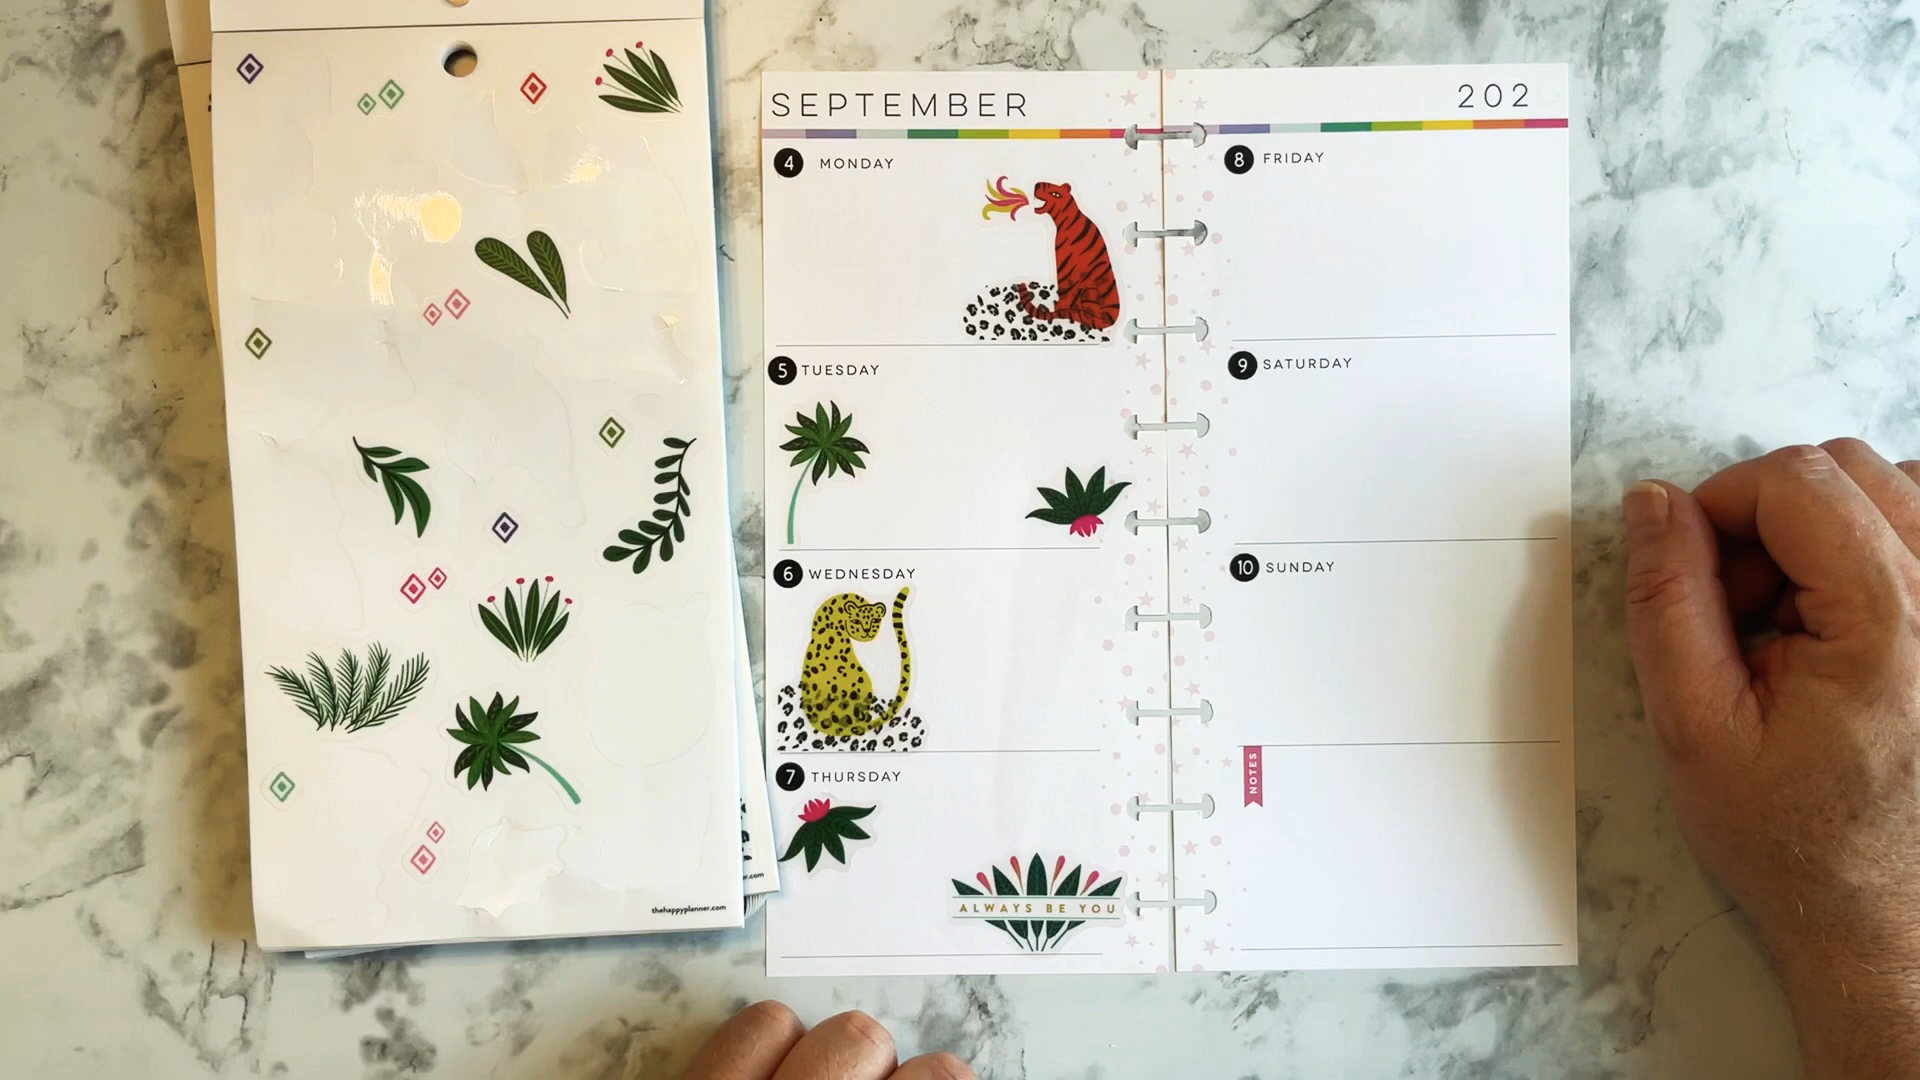 SEPTEMBER
202
4 MONDAY
5 TUESDAY
6 WEDNESDAY
7 THURSDAY
ALWAYS BE YOU
8 FRIDAY
9 SATURDAY
10 SUNDAY
NOTES
thehappyplanner.com
r.com